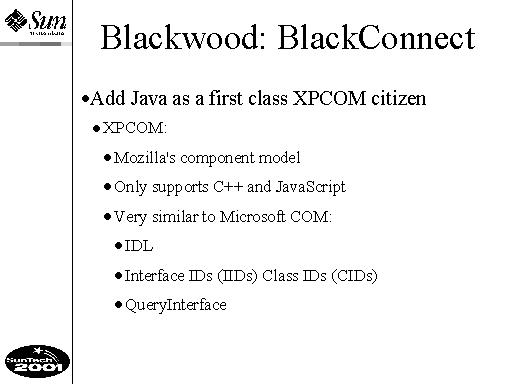 Sun
Blackwood: BlackConnect
•Add Java as a first class XPCOM citizen
•XPCOM:
•Mozilla's component model
•Only supports C++ and JavaScript
•Very similar to Microsoft COM:
•IDL
•Interface IDs (IIDs) Class IDs (CIDs)
•QueryInterface
SunTech
2001